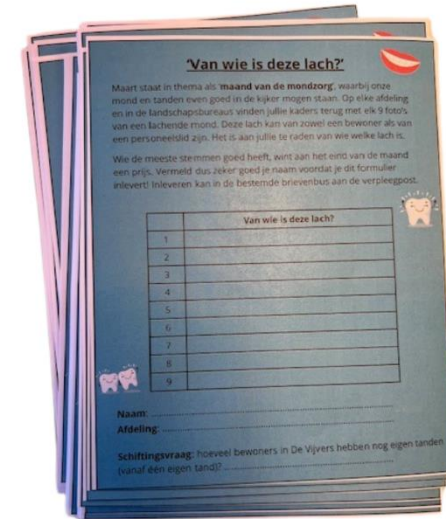 ‘Van wie is deze lach?’
Maart staat in thema als 'maand van de mondzorg', waarbij onze
mond en tanden even goed in de kijker mogen staan. Op elke afdeling
en in de landschapsbureaus vinden jullie kaders terug met elk 9 foto's
van een lachende mond. Deze lach kan van zowel een bewoner als van
een personeelslid zijn. Het is aan jullie te raden van wie welke lach is.
Wie de meeste stemmen goed heeft, wint aan het eind van de maand
een prijs. Vermeld dus zeker goed je naam voordat je dit formulier
inlevert! Inleveren kan in de bestemde brievenbus aan de verpleegpost.
Van wie is deze lach?
1
2
3
4
5
6
7
8
9
Naam:
Afdeling:
Schiftingsvraag: hoeveel bewoners in De Vijvers hebben nog eigen tanden
(vanaf één eigen tand)?